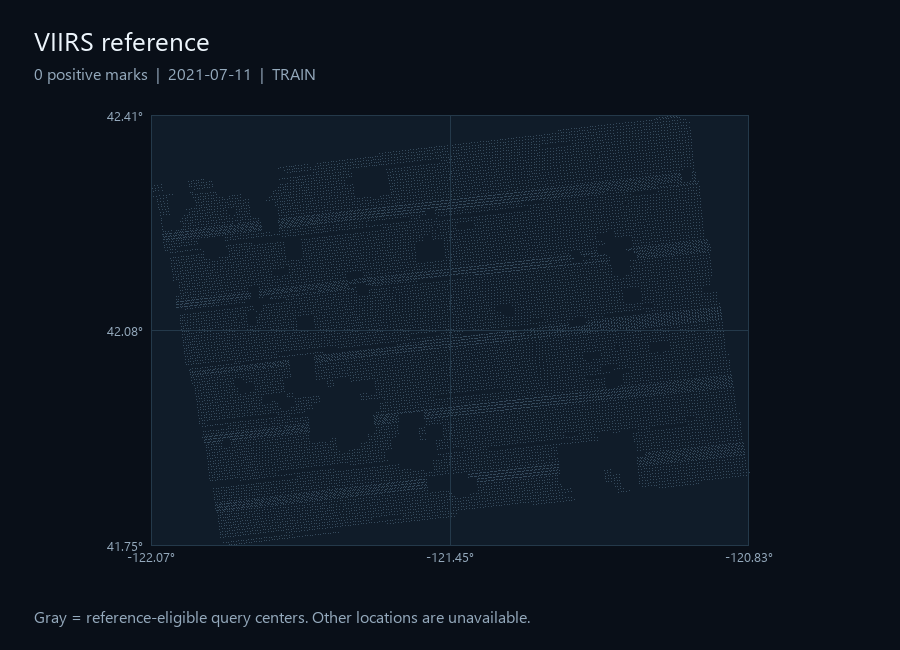 VIIRS reference
0 positive marks | 2021-07-11 | TRAIN
42.41°
42.08°
41.75°
-122.07°
-121.45°
-120.83°
Gray = reference-eligible query centers. Other locations are unavailable.